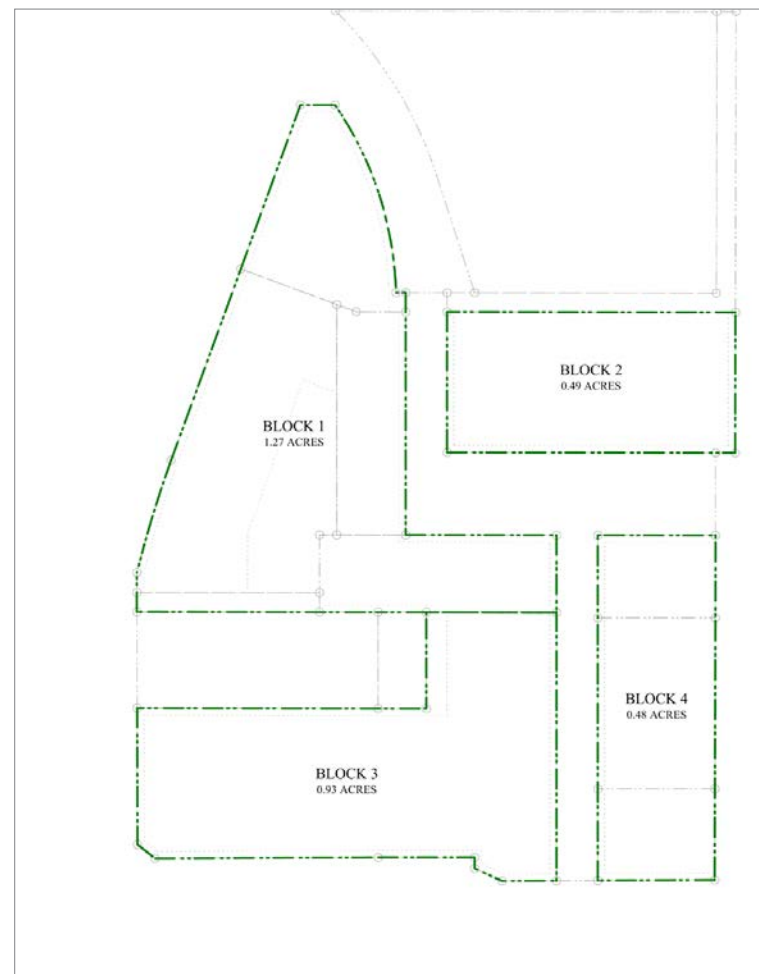 BLOCK 2
0.49 ACRES
BLOCK 1
1.27 ACRES
BLOCK 4
0.48 ACRES
BLOCK 3
0.93 ACRES